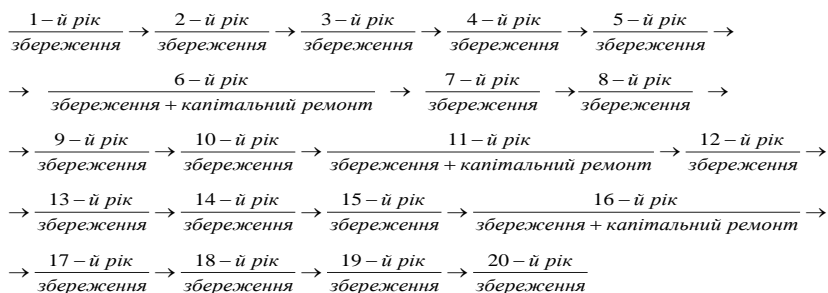 1 – й рік → 2 – й рік → 3 – й рік → 4 – й рік → 5 – й рік →
збереження збереження збереження збереження збереження
→ 6 – й рік → 7 – й рік → 8 – й рік →
збереження + капітальний ремонт збереження збереження
→ 9 – й рік → 10 – й рік → 11 – й рік → 12 – й рік →
збереження збереження збереження + капітальний ремонт збереження
→ 13 – й рік → 14 – й рік → 15 – й рік → 16 – й рік →
збереження збереження збереження збереження + капітальний ремонт
→ 17 – й рік → 18 – й рік → 19 – й рік → 20 – й рік
збереження збереження збереження збереження